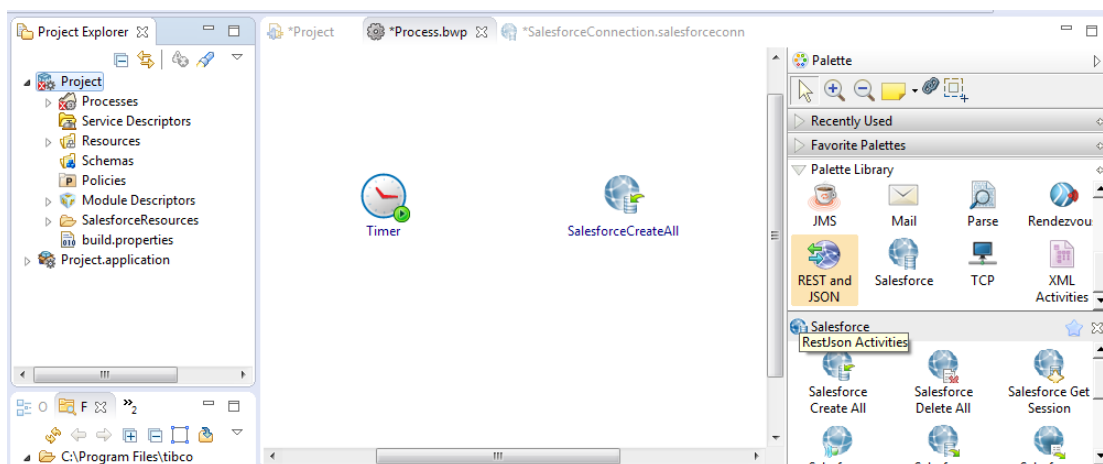 Project Explorer
*Project
*Process.bwp
*SalesforceConnection.salesforceconn
Project
Processes
Service Descriptors
Resources
Schemas
Policies
Module Descriptors
SalesforceResources
build.properties
Project.application
Timer
SalesforceCreateAll
Palette
Recently Used
Favorite Palettes
Palette Library
JMS
Mail
Parse
Rendezvou
REST and
JSON
Salesforce
TCP
XML
Activities
Salesforce
RestJson Activities
Salesforce
Create All
Salesforce
Delete All
Salesforce Get
Session
O
F
»2
C:\Program Files\tibco